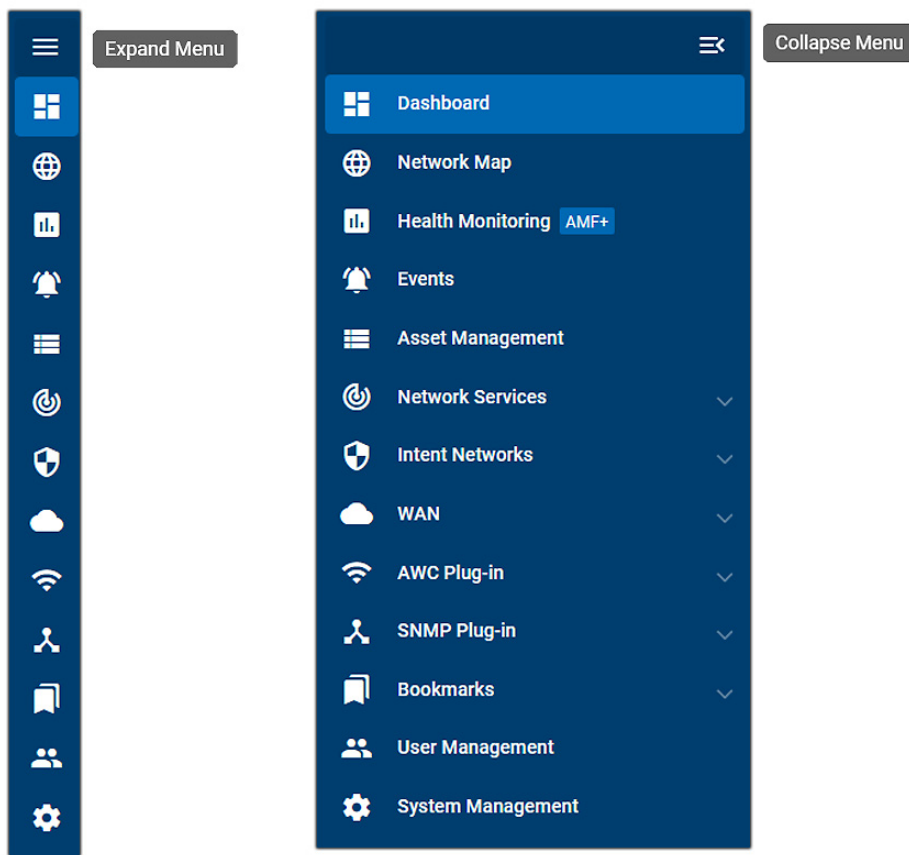 Expand Menu
Collapse Menu
Dashboard
Network Map
Health Monitoring AMF+
Events
Asset Management
Network Services
Intent Networks
WAN
AWC Plug-in
SNMP Plug-in
Bookmarks
User Management
System Management